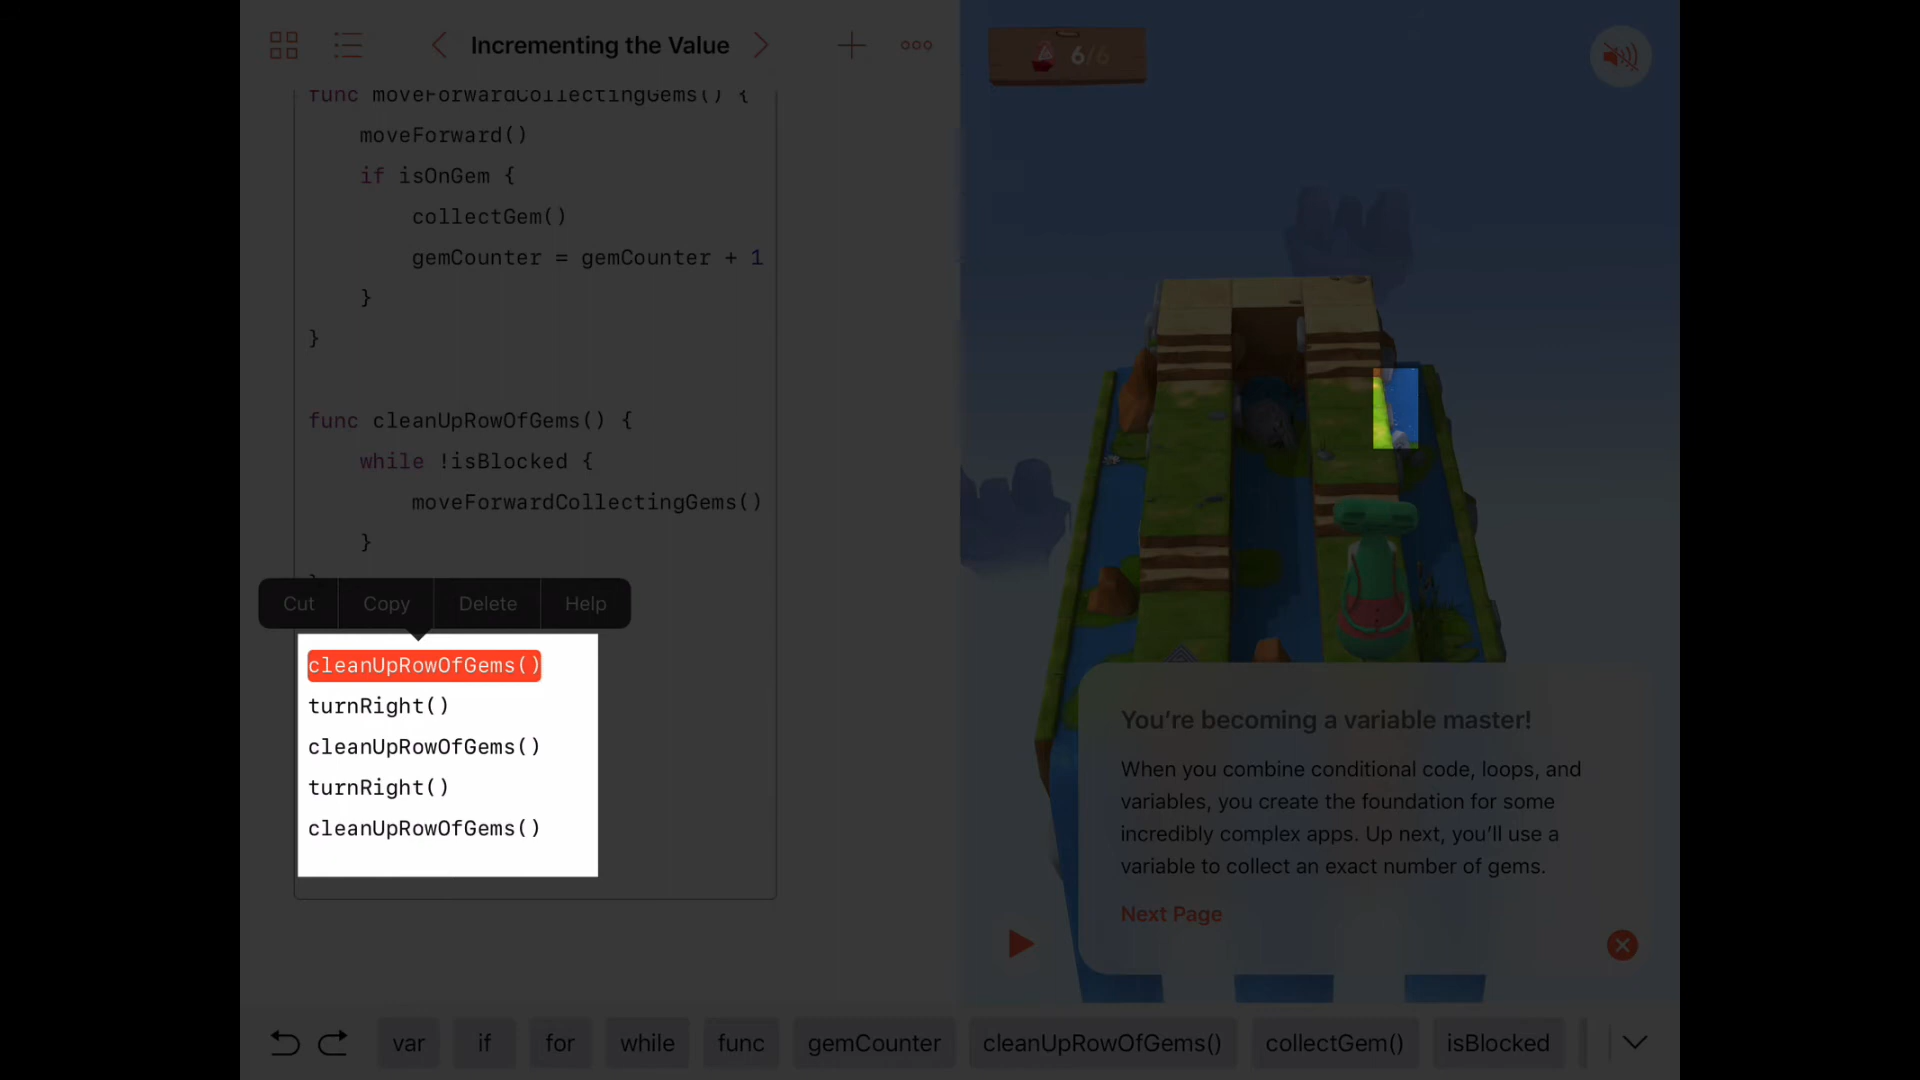 Incrementing the Value
func moveForwardCollectingGems() {
moveForward()
if isOnGem {
collectGem()
gemCounter = gemCounter + 1
}
}
func cleanUpRowOfGems() {
while !isBlocked {
moveForwardCollectingGems()
}
}
Cut Copy Delete Help
cleanUpRowOfGems()
turnRight()
cleanUpRowOfGems()
turnRight()
cleanUpRowOfGems()
var if for while func gemCounter cleanUpRowOfGems() collectGem() isBlocked
6/6
You’re becoming a variable master!
When you combine conditional code, loops, and
variables, you create the foundation for some
incredibly complex apps. Up next, you’ll use a
variable to collect an exact number of gems.
Next Page